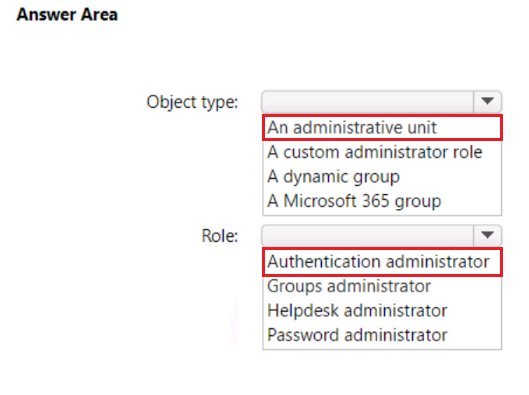 Answer Area
Object type:
An administrative unit
A custom administrator role
A dynamic group
A Microsoft 365 group
Role:
Authentication administrator
Groups administrator
Helpdesk administrator
Password administrator